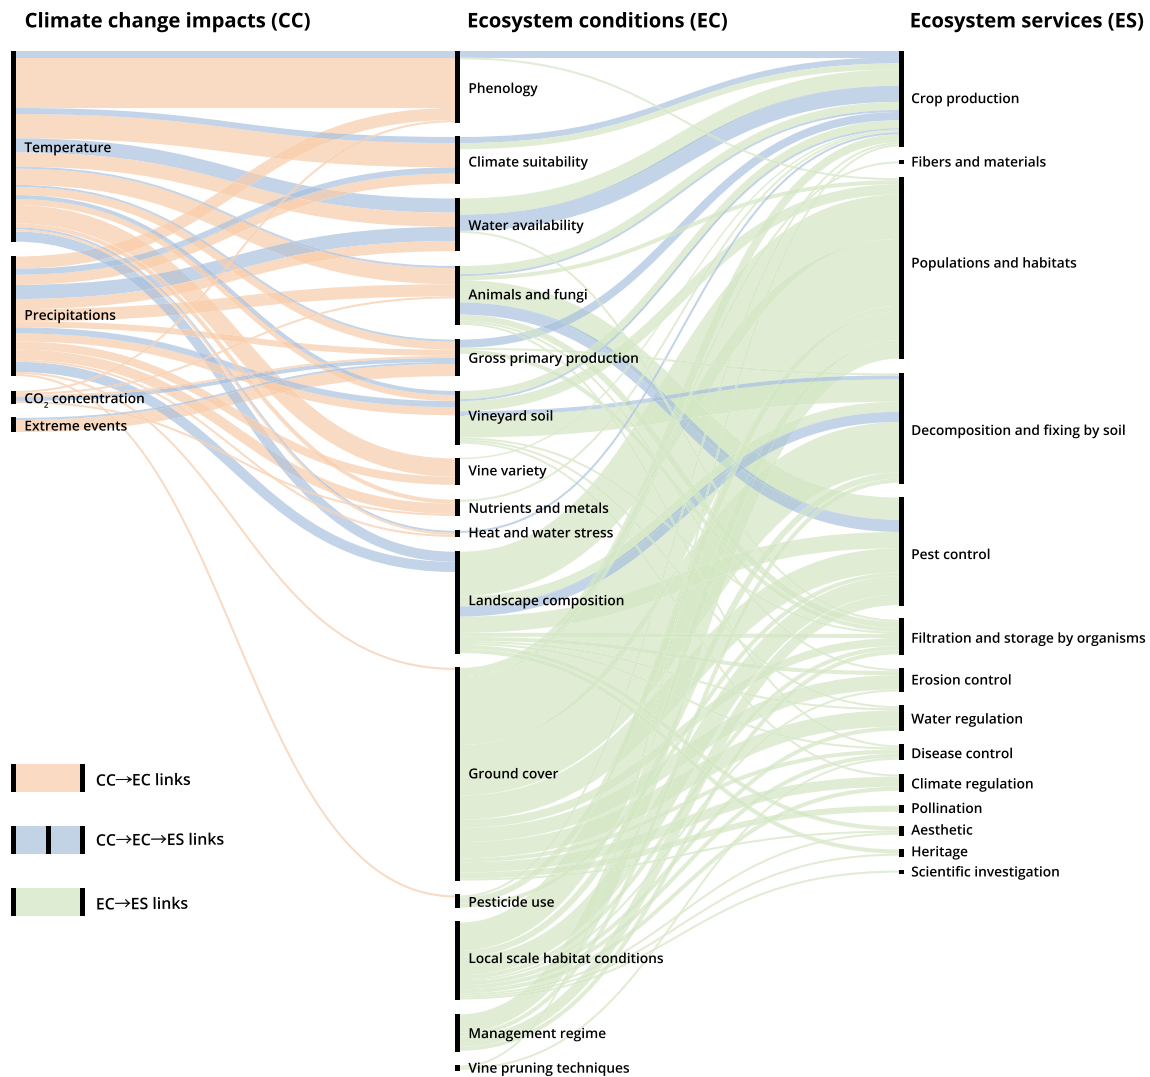 Climate change impacts (CC)
Ecosystem conditions (EC)
Ecosystem services (ES)
Temperature
Precipitations
CO2 concentration
Extreme events
Phenology
Climate suitability
Water availability
Animals and fungi
Gross primary production
Vineyard soil
Vine variety
Nutrients and metals
Heat and water stress
Landscape composition
Ground cover
Pesticide use
Local scale habitat conditions
Management regime
Vine pruning techniques
Crop production
Fibers and materials
Populations and habitats
Decomposition and fixing by soil
Pest control
Filtration and storage by organisms
Erosion control
Water regulation
Disease control
Climate regulation
Pollination
Aesthetic
Heritage
Scientific investigation
CC→EC links
CC→EC→ES links
EC→ES links